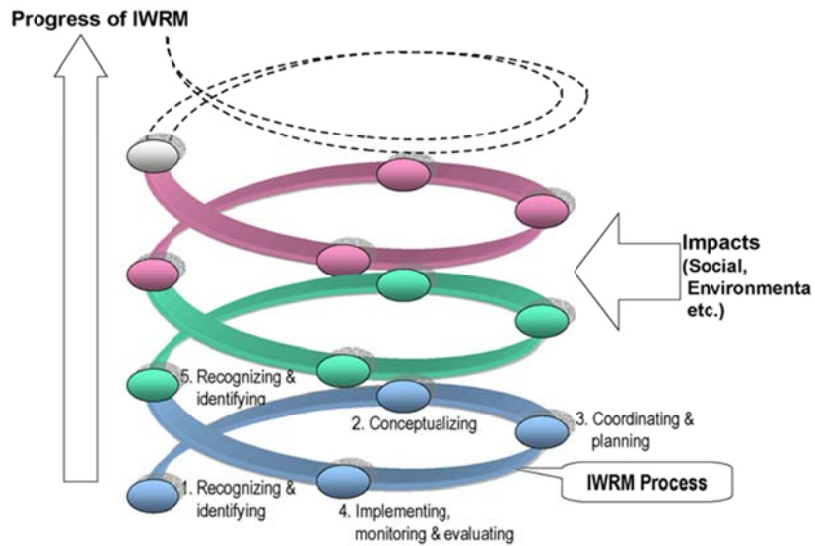 Progress of IWRM
Impacts
(Social,
Environmenta
etc.)
5. Recognizing &
identifying
2. Conceptualizing
3. Coordinating &
planning
1. Recognizing &
identifying
IWRM Process
4. Implementing,
monitoring & evaluating